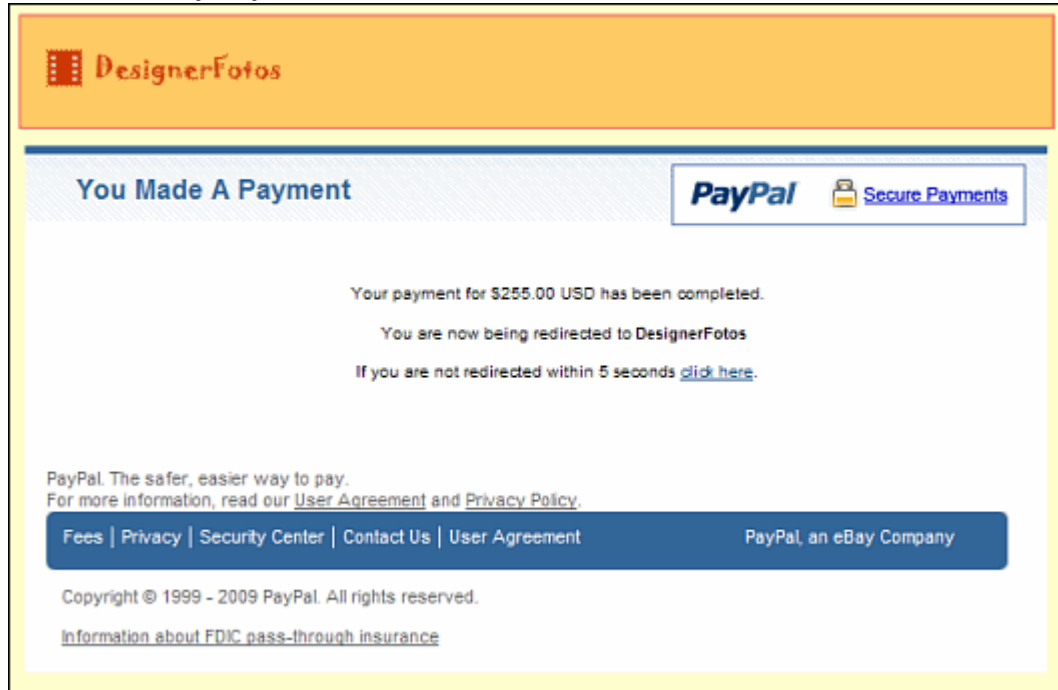 DesignerFotos
You Made A Payment
PayPal Secure Payments
Your payment for $255.00 USD has been completed.
You are now being redirected to DesignerFotos
If you are not redirected within 5 seconds click here.
PayPal. The safer, easier way to pay.
For more information, read our User Agreement and Privacy Policy.
Fees | Privacy | Security Center | Contact Us | User Agreement PayPal, an eBay Company
Copyright © 1999 - 2009 PayPal. All rights reserved.
Information about FDIC pass-through insurance